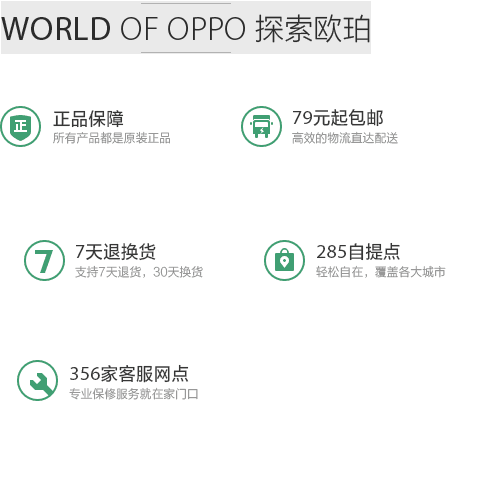 WORLD OF OPPO 探索欧珀
正
正品保障
所有产品都是原装正品
79元起包邮
高效的物流直达配送
7
7天退换货
支持7天退货，30天换货
285自提点
轻松自在，覆盖各大城市
356家客服网点
专业保修服务就在家门口